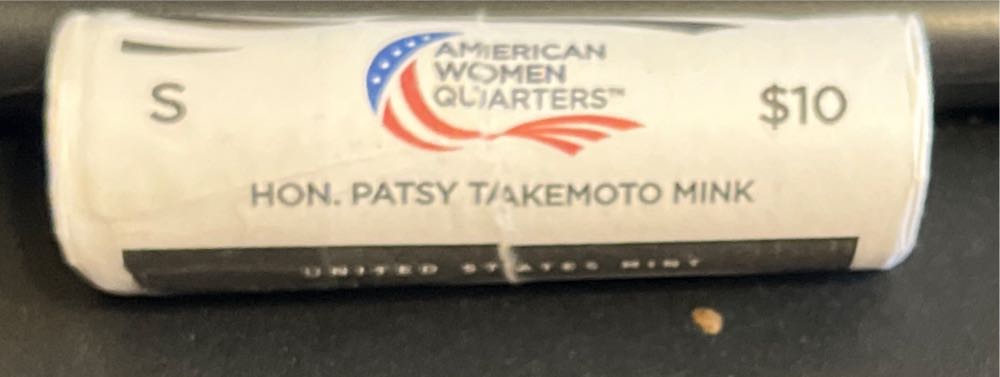 AMERICAN
WOMEN
QUARTERS™
S
$10
HON. PATSY TAKEMOTO MINK
UNITED STATES MINT